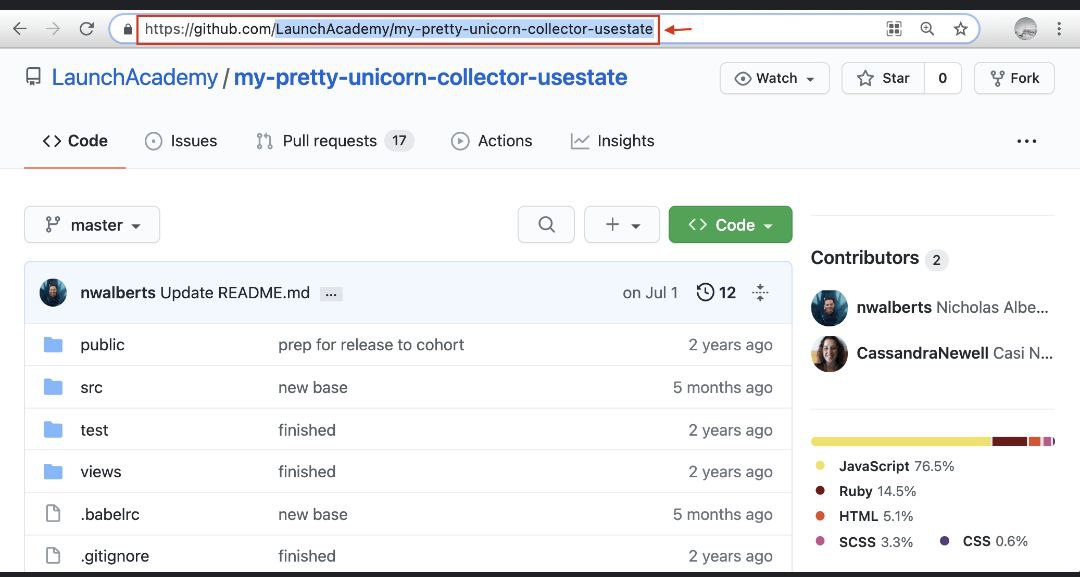 https://github.com/LaunchAcademy/my-pretty-unicorn-collector-usestate
LaunchAcademy / my-pretty-unicorn-collector-usestate
Watch
Star 0
Fork
Code
Issues
Pull requests 17
Actions
Insights
master
Code
nwalberts Update README.md ... on Jul 1 12
public prep for release to cohort 2 years ago
src new base 5 months ago
test finished 2 years ago
views finished 2 years ago
.babelrc new base 5 months ago
.gitignore finished 2 years ago
Contributors 2
nwalberts Nicholas Albe...
CassandraNewell Casi N...
JavaScript 76.5%
Ruby 14.5%
HTML 5.1%
SCSS 3.3% CSS 0.6%